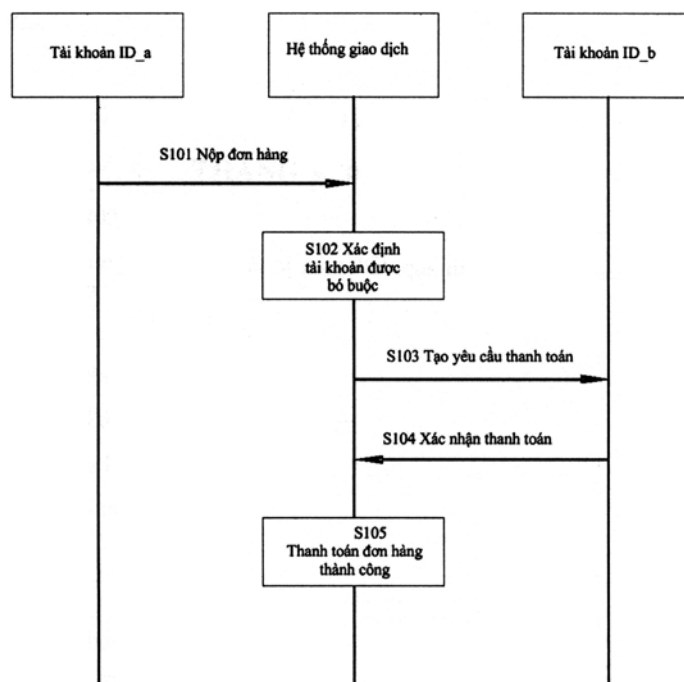 Tài khoản ID_a
Hệ thống giao dịch
Tài khoản ID_b
S101 Nộp đơn hàng
S102 Xác định
tài khoản được
bó buộc
S103 Tạo yêu cầu thanh toán
S104 Xác nhận thanh toán
S105
Thanh toán đơn hàng
thành công